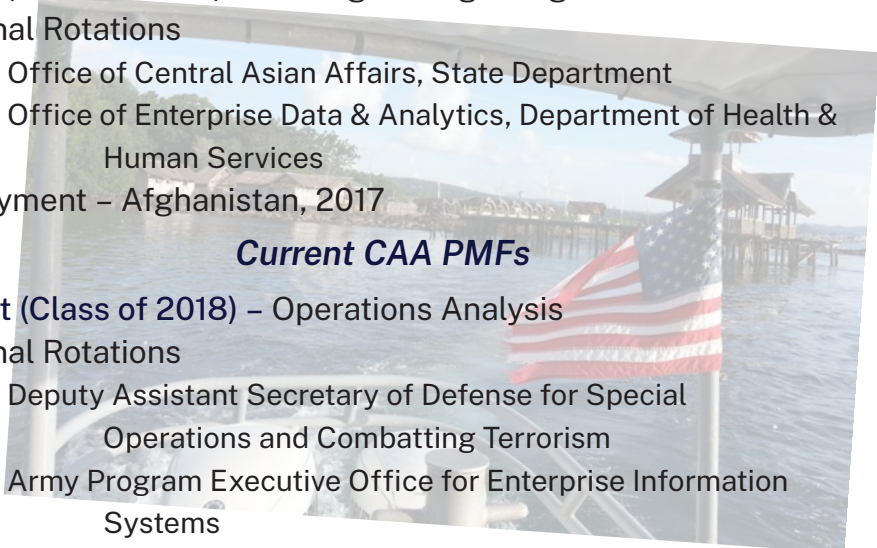 nal Rotations
Office of Central Asian Affairs, State Department
Office of Enterprise Data & Analytics, Department of Health &
Human Services
yment – Afghanistan, 2017
Current CAA PMFs
t (Class of 2018) – Operations Analysis
nal Rotations
Deputy Assistant Secretary of Defense for Special
Operations and Combatting Terrorism
Army Program Executive Office for Enterprise Information
Systems